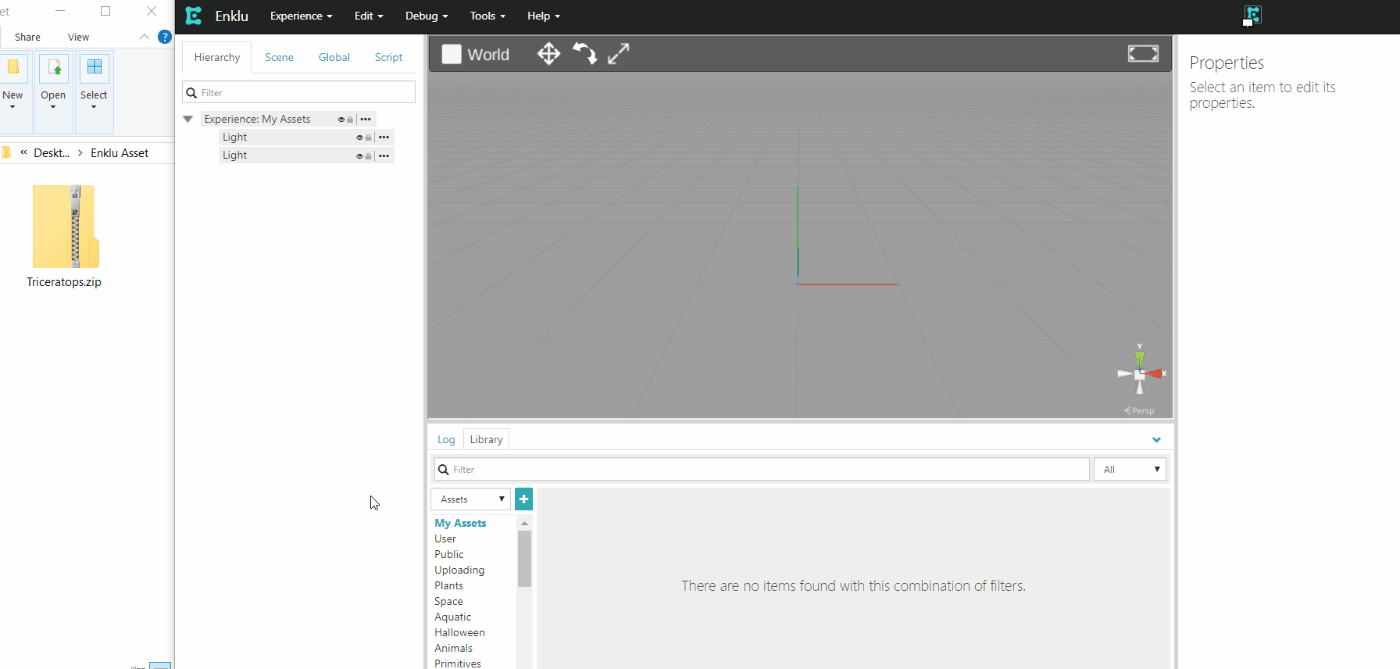 et
Share View
New Open Select
« Deskt... > Enklu Asset
Triceratops.zip
Enklu Experience Edit Debug Tools Help
Hierarchy Scene Global Script
Filter
Experience: My Assets
Light
Light
World
Y
X
Persp
Properties
Select an item to edit its
properties.
Log Library
Filter
All
Assets
My Assets
User
Public
Uploading
Plants
Space
Aquatic
Halloween
Animals
Primitives
There are no items found with this combination of filters.